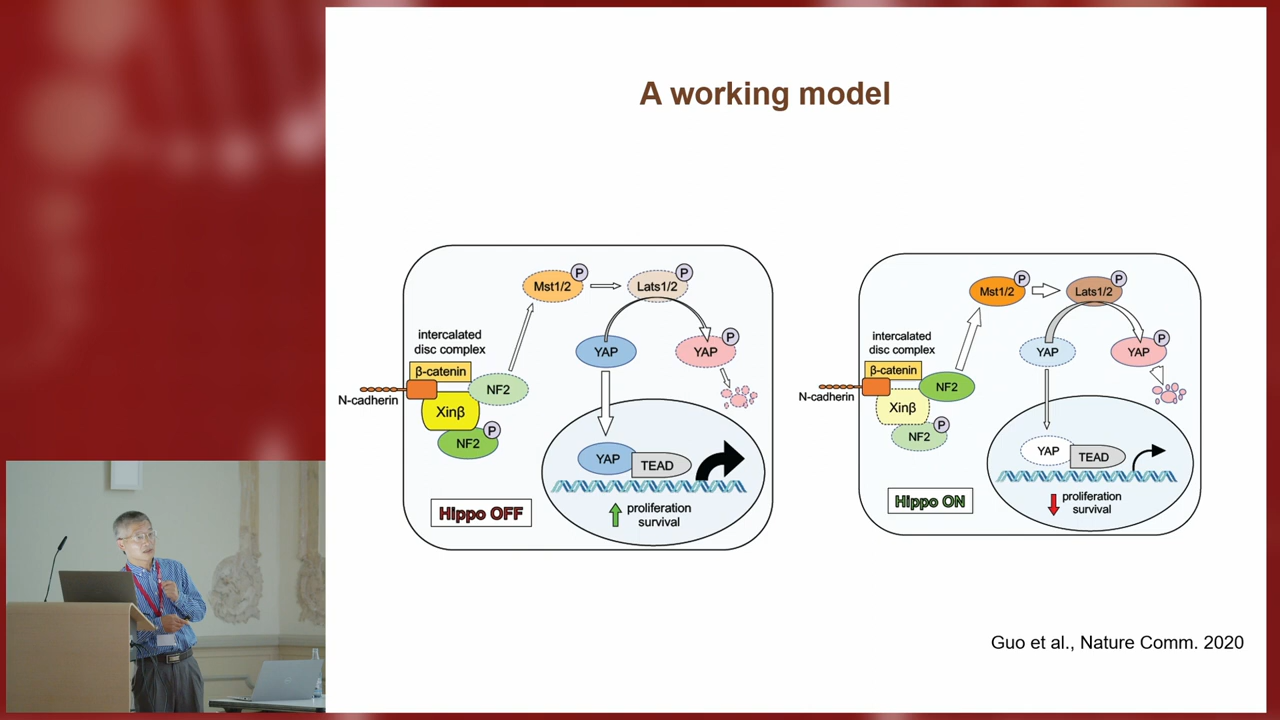 A working model
Mst1/2
P
Lats1/2
P
intercalated
disc complex
β-catenin
N-cadherin
Xinβ
NF2
NF2
P
YAP
YAP
P
YAP
TEAD
Hippo OFF
proliferation
survival
Mst1/2
P
Lats1/2
P
intercalated
disc complex
β-catenin
N-cadherin
Xinβ
NF2
NF2
P
YAP
YAP
P
YAP
TEAD
Hippo ON
proliferation
survival
Guo et al., Nature Comm. 2020